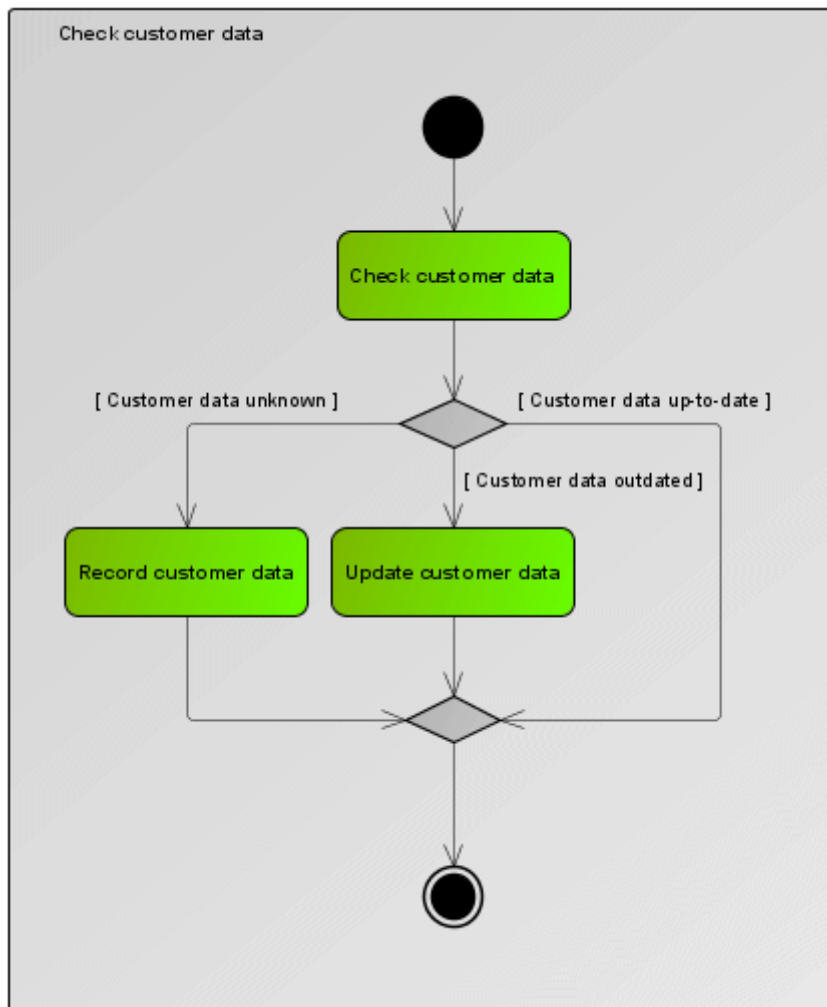 Check customer data
Check customer data
[ Customer data unknown ]
[ Customer data up-to-date ]
[ Customer data outdated ]
Record customer data
Update customer data